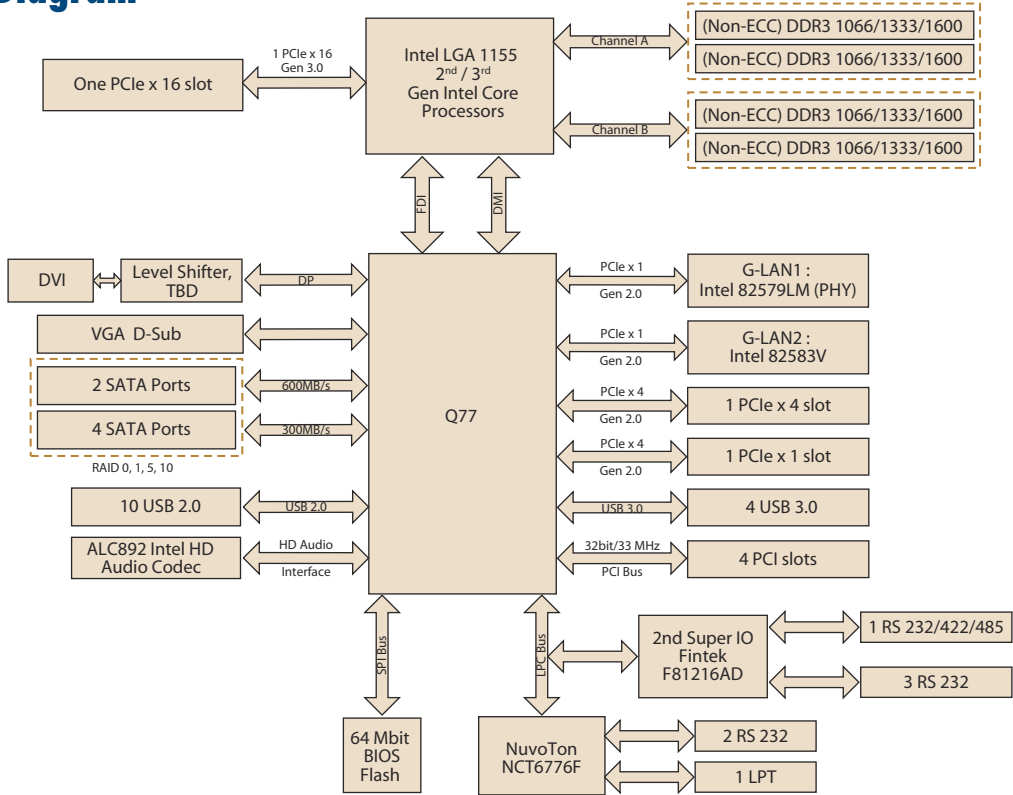 Diagram
(Non-ECC) DDR3 1066/1333/1600
(Non-ECC) DDR3 1066/1333/1600
Channel A
(Non-ECC) DDR3 1066/1333/1600
(Non-ECC) DDR3 1066/1333/1600
Channel B
Intel LGA 1155
2nd / 3rd
Gen Intel Core
Processors
1 PCIe x 16
Gen 3.0
One PCIe x 16 slot
FDI
DMI
DVI
Level Shifter,
TBD
DP
VGA D-Sub
2 SATA Ports
600MB/s
4 SATA Ports
300MB/s
RAID 0, 1, 5, 10
10 USB 2.0
USB 2.0
ALC892 Intel HD
Audio Codec
HD Audio
Interface
Q77
PCIe x 1
Gen 2.0
G-LAN1 :
Intel 82579LM (PHY)
PCIe x 1
Gen 2.0
G-LAN2 :
Intel 82583V
PCIe x 4
Gen 2.0
1 PCIe x 4 slot
PCIe x 4
Gen 2.0
1 PCIe x 1 slot
USB 3.0
4 USB 3.0
32bit/33 MHz
PCI Bus
4 PCI slots
SPI Bus
LPC Bus
2nd Super IO
Fintek
F81216AD
1 RS 232/422/485
3 RS 232
64 Mbit
BIOS
Flash
NuvoTon
NCT6776F
2 RS 232
1 LPT